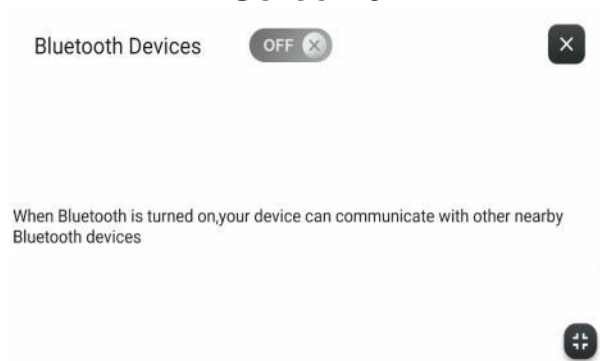 Bluetooth Devices OFF
When Bluetooth is turned on,your device can communicate with other nearby
Bluetooth devices